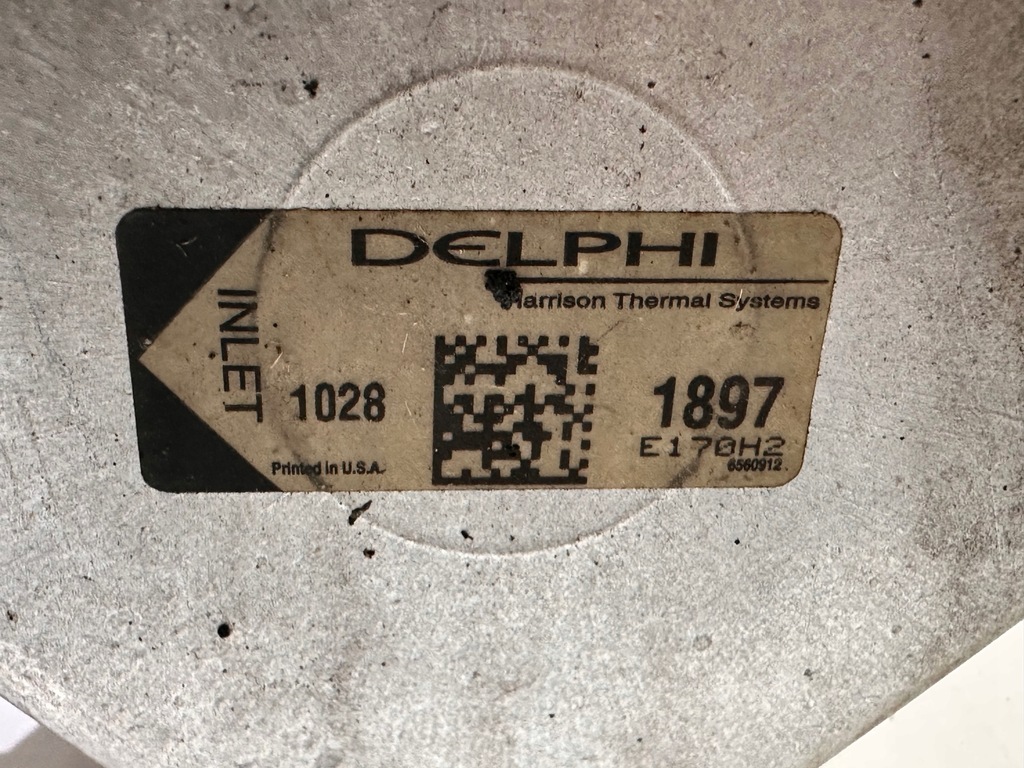 DELPHI
Harrison Thermal Systems
INLET
1028
1897
E170H2
6560912
Printed in U.S.A.